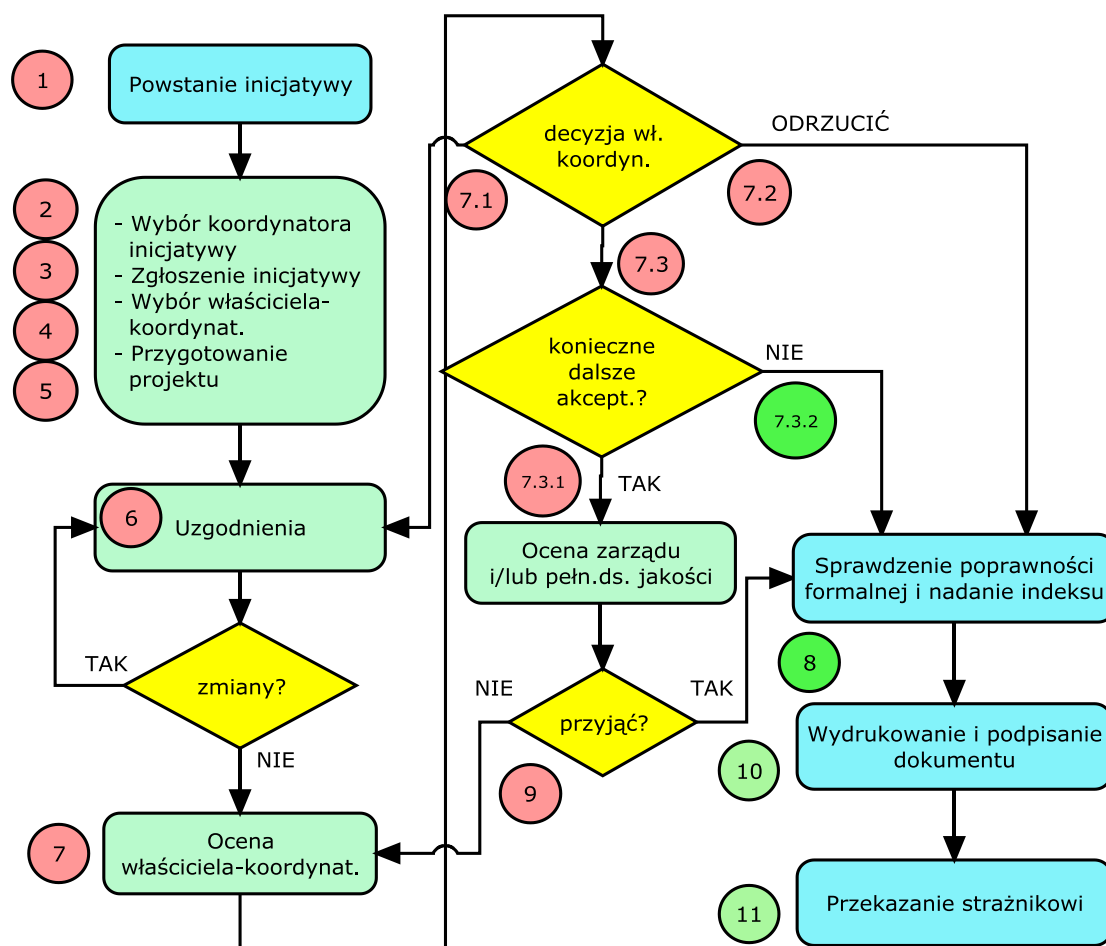 1
Powstanie inicjatywy
2
3
4
5
- Wybór koordynatora
inicjatywy
- Zgłoszenie inicjatywy
- Wybór właściciela-
koordynat.
- Przygotowanie
projektu
6
Uzgodnienia
TAK
zmiany?
NIE
7
Ocena
właściciela-koordynat.
decyzja wł.
koordyn.
ODRZUCIĆ
7.1
7.2
7.3
konieczne
dalsze
akcept.?
NIE
7.3.2
7.3.1
TAK
Ocena zarządu
i/lub pełn.ds. jakości
NIE
TAK
przyjąć?
9
Sprawdzenie poprawności
formalnej i nadanie indeksu
8
Wydrukowanie i podpisanie
dokumentu
10
Przekazanie strażnikowi
11